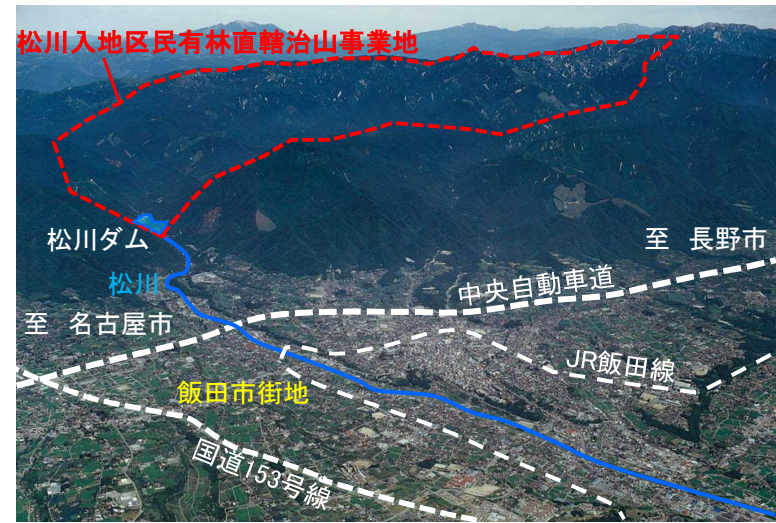 松川入地区民有林直轄治山事業地
松川ダム
至　長野市
松川
中央自動車道
至　名古屋市
JR飯田線
飯田市街地
国道153号線